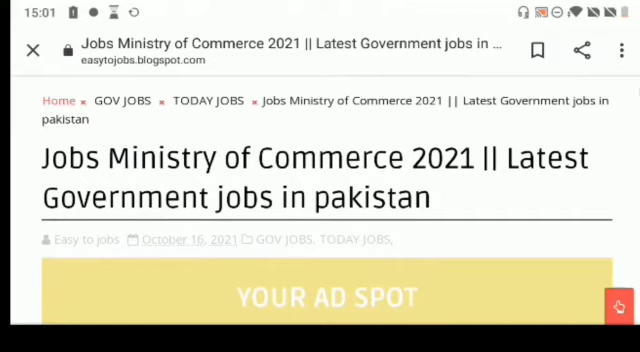 15:01
Jobs Ministry of Commerce 2021 || Latest Government jobs in ...
easytojobs.blogspot.com
Home × GOV JOBS × TODAY JOBS × Jobs Ministry of Commerce 2021 || Latest Government jobs in
pakistan
Jobs Ministry of Commerce 2021 || Latest
Government jobs in pakistan
Easy to jobs October 16, 2021 GOV JOBS, TODAY JOBS,
YOUR AD SPOT